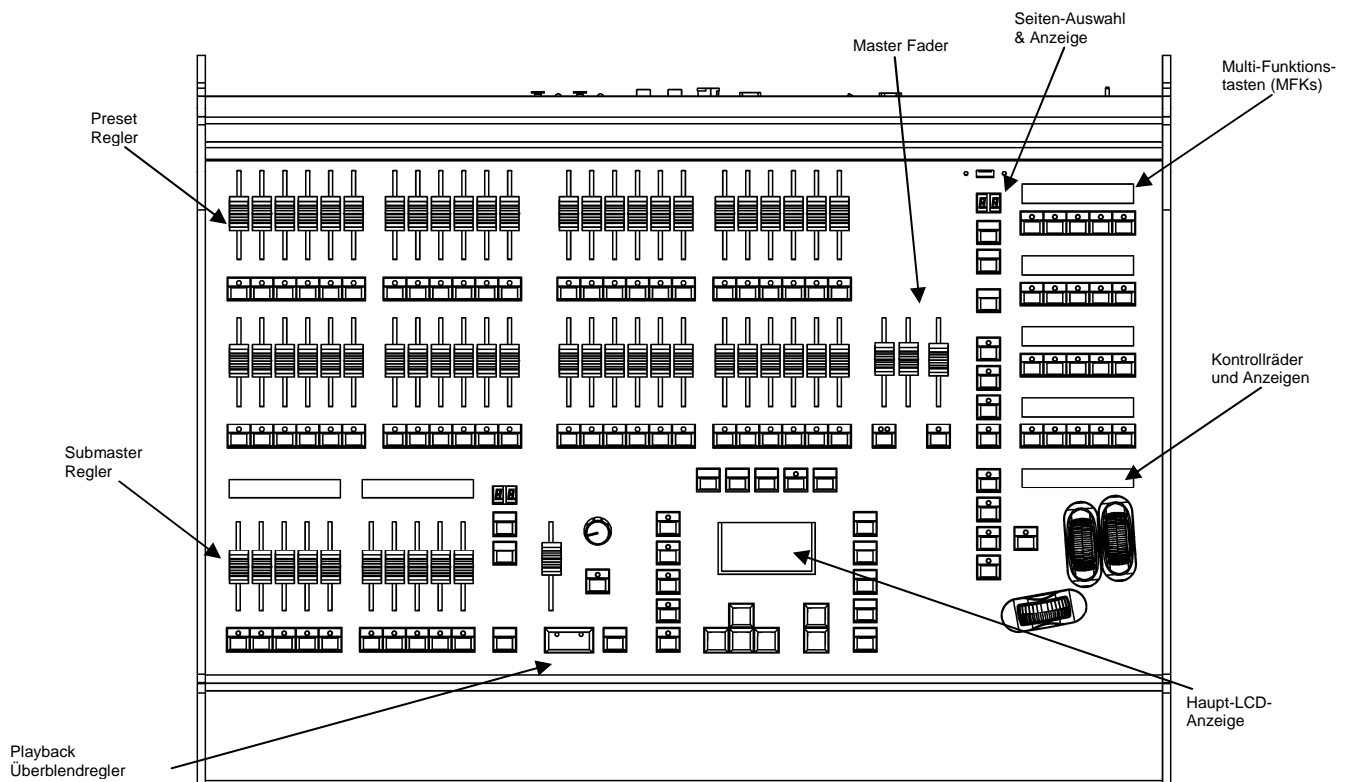 Seiten-Auswahl
& Anzeige
Master Fader
Multi-Funktions-
tasten (MFKs)
Preset
Regler
Kontrollräder
und Anzeigen
Submaster
Regler
Haupt-LCD-
Anzeige
Playback
Überblendregler